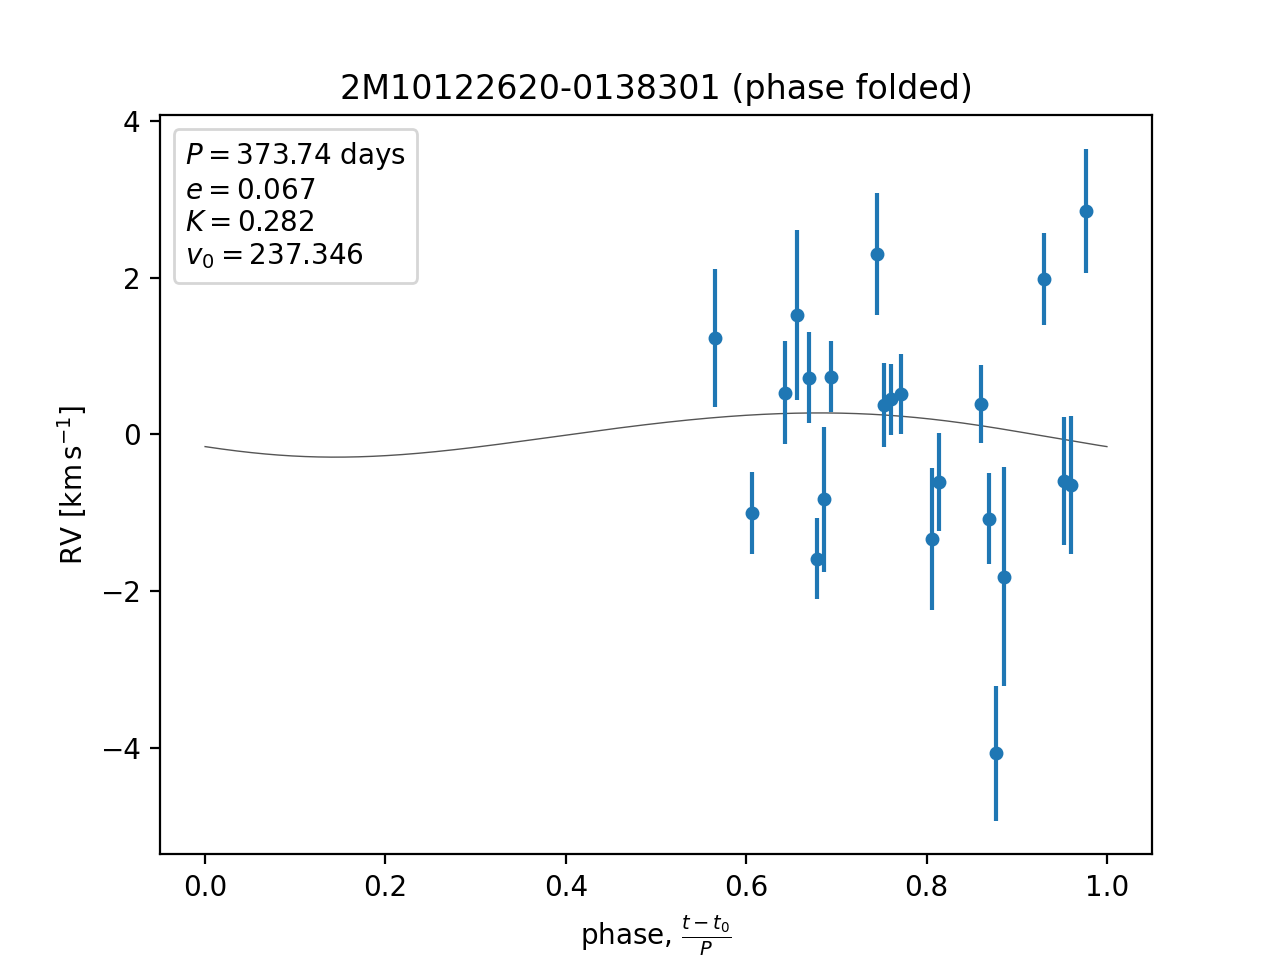 2M10122620-0138301 (phase folded)
P = 373.74 days
e = 0.067
K = 0.282
v₀ = 237.346
4
2
0
−2
−4
RV [km s⁻¹]
0.0 0.2 0.4 0.6 0.8 1.0
phase, (t − t₀)/P